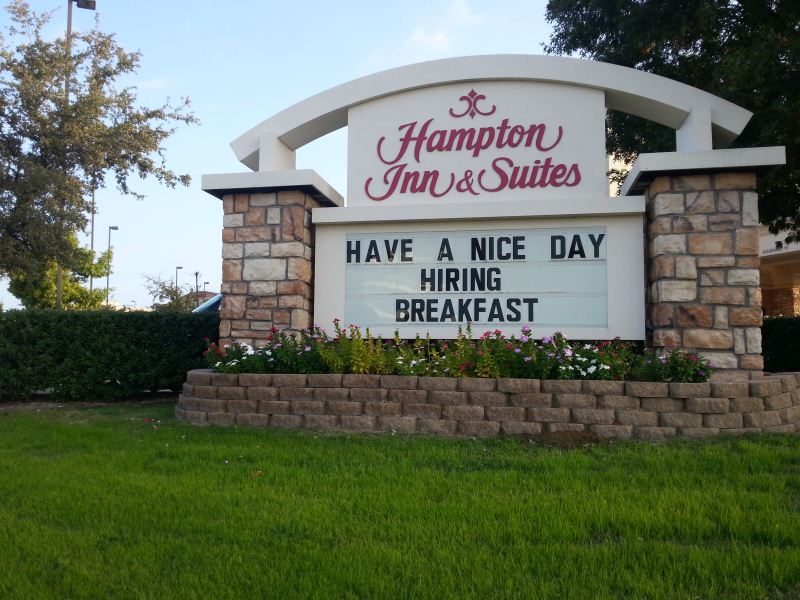 Hampton
Inn & Suites
HAVE A NICE DAY
HIRING
BREAKFAST